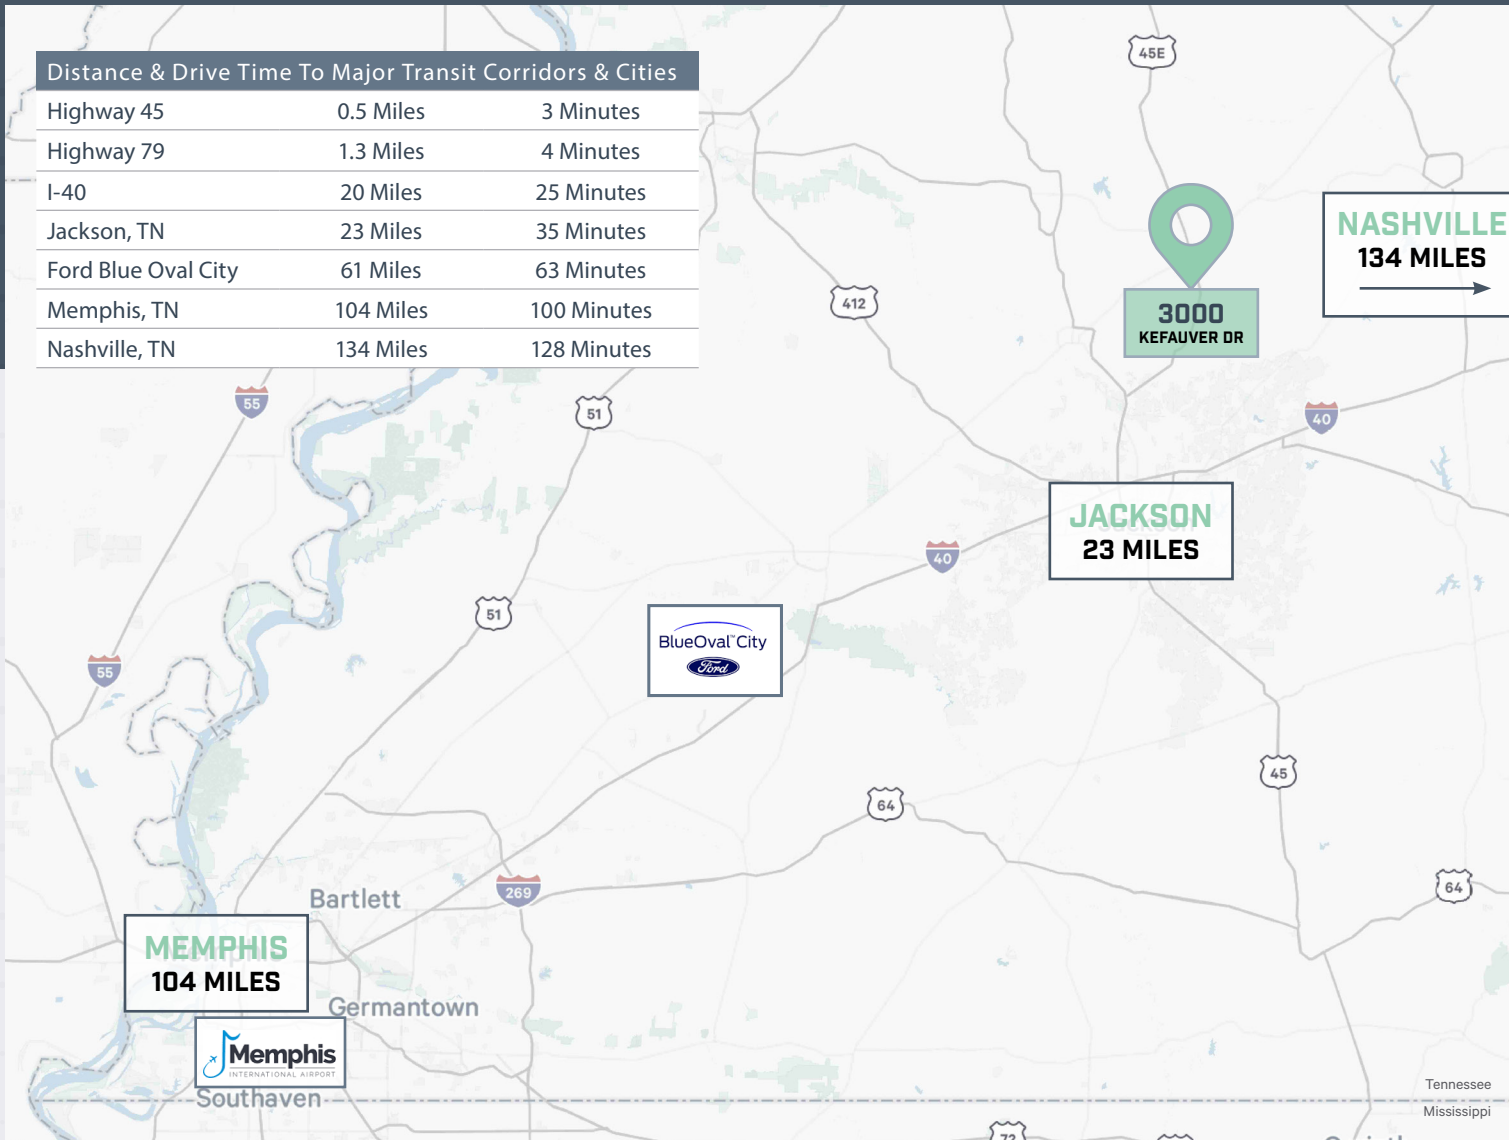 Distance & Drive Time To Major Transit Corridors & Cities
Highway 45 0.5 Miles 3 Minutes
Highway 79 1.3 Miles 4 Minutes
I-40 20 Miles 25 Minutes
Jackson, TN 23 Miles 35 Minutes
Ford Blue Oval City 61 Miles 63 Minutes
Memphis, TN 104 Miles 100 Minutes
Nashville, TN 134 Miles 128 Minutes
45E
NASHVILLE
134 MILES
412
3000
KEFAUVER DR
55
51
40
JACKSON
23 MILES
40
51
BlueOval™City
Ford
55
45
64
64
269
Bartlett
MEMPHIS
104 MILES
Germantown
Memphis
INTERNATIONAL AIRPORT
Southaven
Tennessee
Mississippi
72